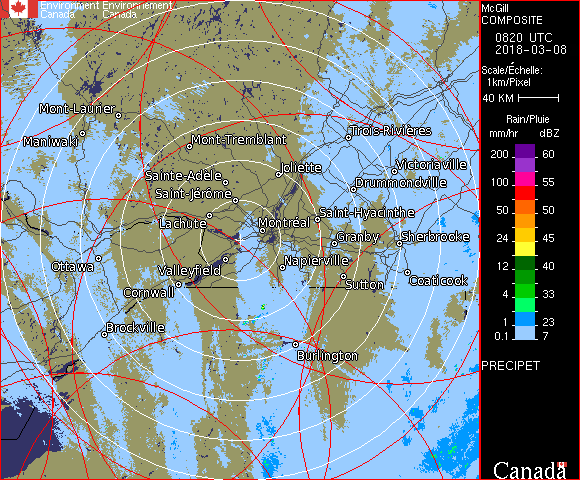 Environment Environnement
Canada Canada
McGill
COMPOSITE
0820 UTC
2018-03-08
Scale/Échelle:
1km/Pixel
40 KM
Rain/Pluie
mm/hr dBZ
200 60
100 55
50 50
24 45
12 40
4 33
1 23
0.1 7
PRECIPET
Mont-Laurier
Maniwaki
Mont-Tremblant
Trois-Rivières
Sainte-Adèle
Joliette
Victoriaville
Saint-Jérôme
Drummondville
Lachute
Saint-Hyacinthe
Montréal
Granby
Sherbrooke
Ottawa
Valleyfield
Napierville
Cornwall
Sutton
Coaticook
Brockville
Burlington
Canada